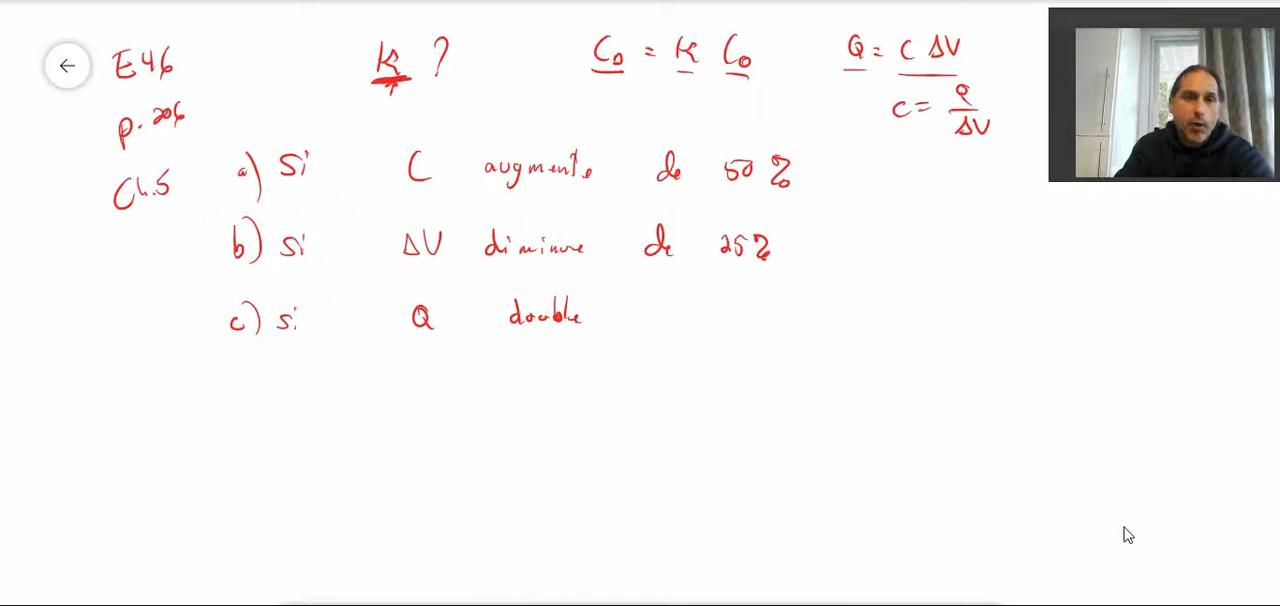 E46 K ? C₀ = K C₀ Q = C ΔV
p. 206 C = Q/ΔV
Ch.5 a) Si C augmente de 50 %
b) Si ΔV diminue de 25%
c) si Q double